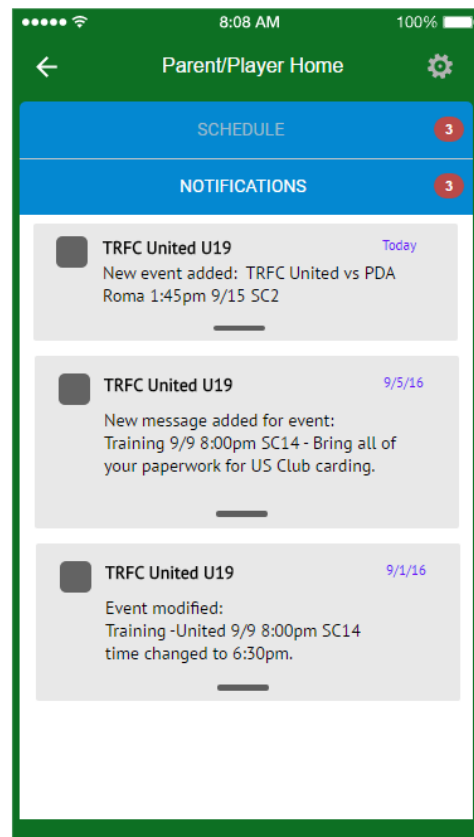 8:08 AM 100%
Parent/Player Home
SCHEDULE 3
NOTIFICATIONS 3
TRFC United U19 Today
New event added: TRFC United vs PDA
Roma 1:45pm 9/15 SC2
TRFC United U19 9/5/16
New message added for event:
Training 9/9 8:00pm SC14 - Bring all of
your paperwork for US Club carding.
TRFC United U19 9/1/16
Event modified:
Training -United 9/9 8:00pm SC14
time changed to 6:30pm.